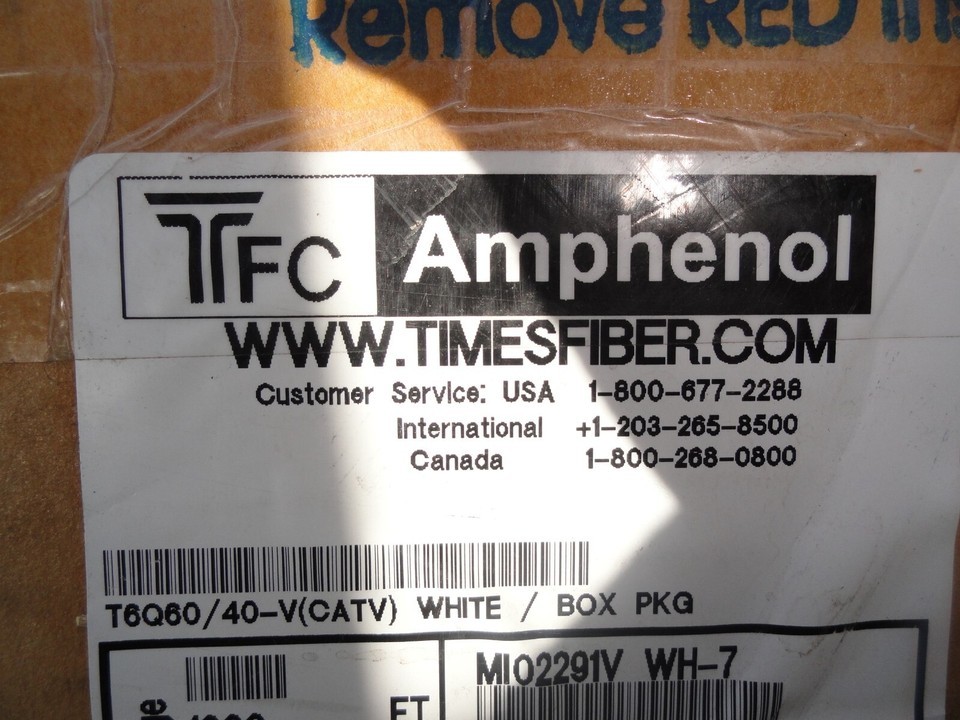 Remove RED
TFC Amphenol
WWW.TIMESFIBER.COM
Customer Service: USA 1-800-677-2288
International +1-203-265-8500
Canada 1-800-268-0800
T6Q60/40-V(CATV) WHITE / BOX PKG
MI02291V WH-7
FT